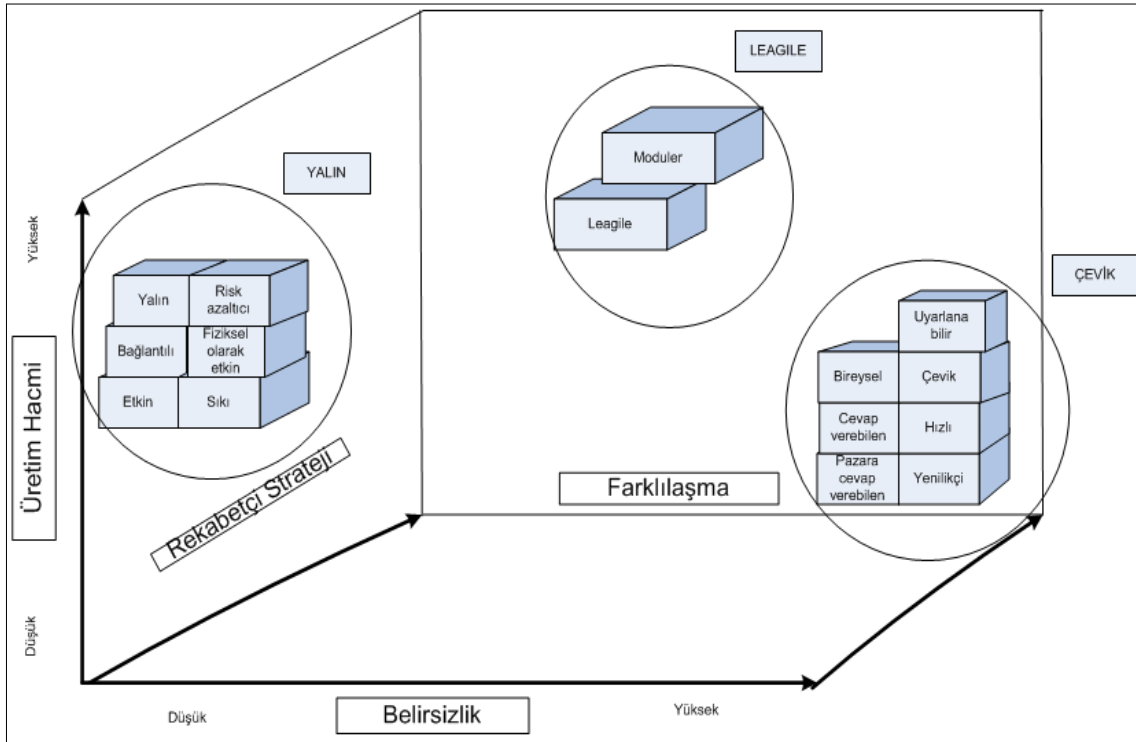 LEAGILE
YALIN
ÇEVİK
Moduler
Leagile
Yüksek
Yalın
Risk
azaltıcı
Bağlantılı
Fiziksel
olarak
etkin
Etkin
Sıkı
Uyarlana
bilir
Bireysel
Çevik
Cevap
verebilen
Hızlı
Pazara
cevap
verebilen
Yenilikçi
Üretim Hacmi
Rekabetçi Strateji
Farklılaşma
Düşük
Düşük
Belirsizlik
Yüksek